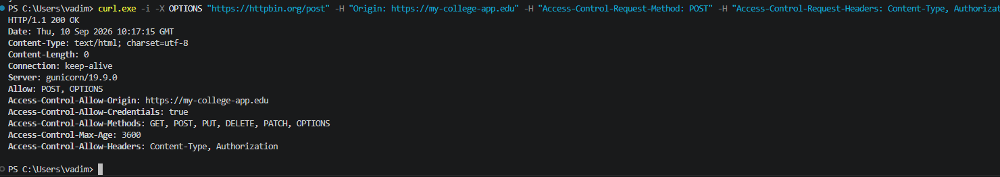 PS C:\Users\vadim> curl.exe -i -X OPTIONS "https://httpbin.org/post" -H "Origin: https://my-college-app.edu" -H "Access-Control-Request-Method: POST" -H "Access-Control-Request-Headers: Content-Type, Authorizat
HTTP/1.1 200 OK
Date: Thu, 10 Sep 2026 10:17:15 GMT
Content-Type: text/html; charset=utf-8
Content-Length: 0
Connection: keep-alive
Server: gunicorn/19.9.0
Allow: POST, OPTIONS
Access-Control-Allow-Origin: https://my-college-app.edu
Access-Control-Allow-Credentials: true
Access-Control-Allow-Methods: GET, POST, PUT, DELETE, PATCH, OPTIONS
Access-Control-Max-Age: 3600
Access-Control-Allow-Headers: Content-Type, Authorization
PS C:\Users\vadim>